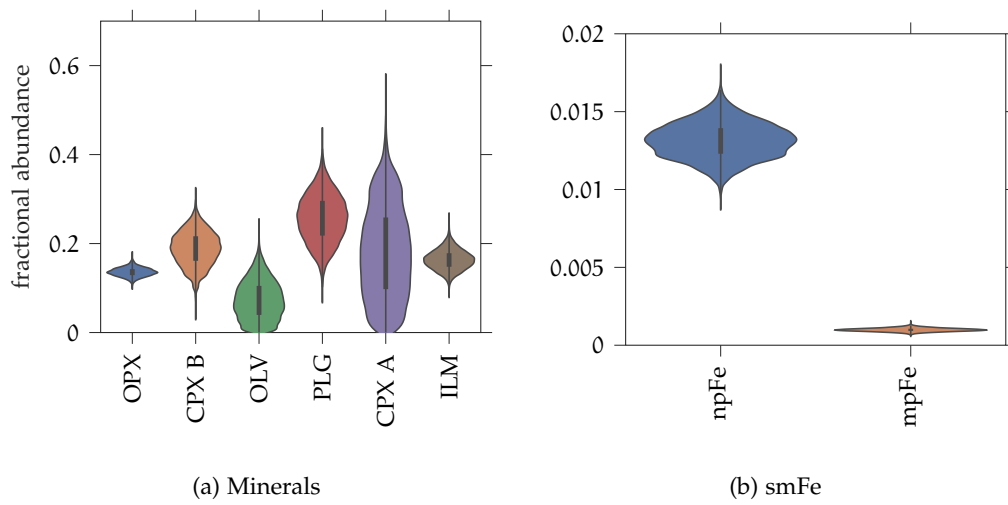 fractional abundance
0.6
0.4
0.2
0
OPX
CPX B
OLV
PLG
CPX A
ILM
(a) Minerals
0.02
0.015
0.01
0.005
0
npFe
mpFe
(b) smFe